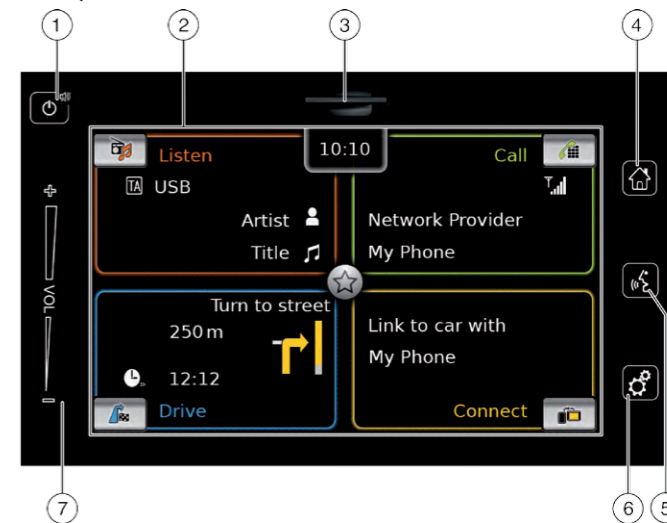 1
2
3
4
10:10
Listen
Call
TA USB
Artist
Network Provider
Title
My Phone
VOL
Turn to street
250 m
Link to car with
My Phone
12:12
Drive
Connect
7
6
5